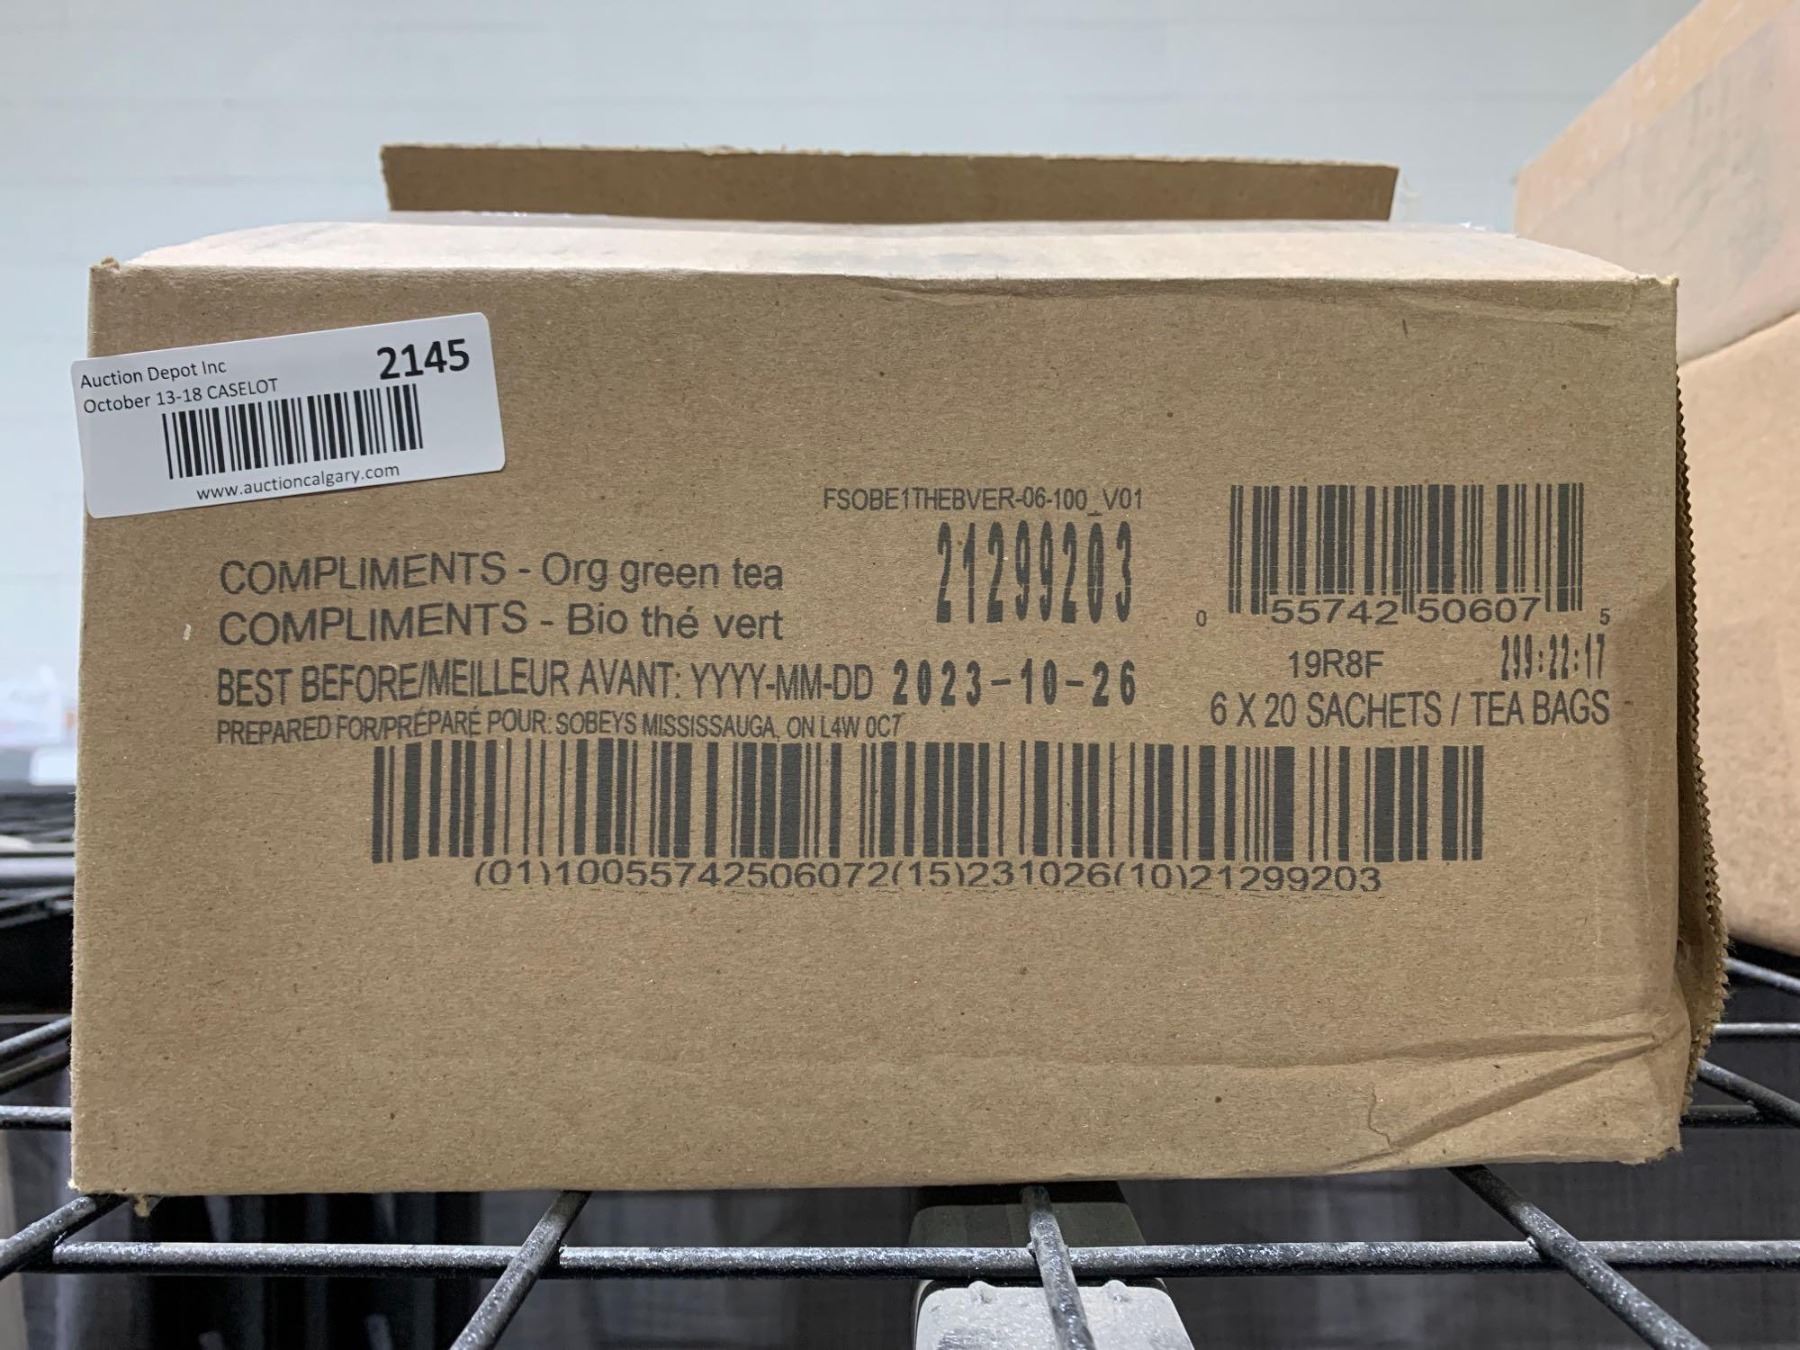 Auction Depot Inc 2145
October 13-18 CASELOT
www.auctioncalgary.com
FSOBE1THEBVER-06-100_V01
21299203
COMPLIMENTS - Org green tea
COMPLIMENTS - Bio thé vert
0 55742 50607 5
19R8F 299:22:17
BEST BEFORE/MEILLEUR AVANT: YYYY-MM-DD 2023-10-26
6 X 20 SACHETS / TEA BAGS
PREPARED FOR/PRÉPARÉ POUR: SOBEYS MISSISSAUGA, ON L4W 0C7
(01)10055742506072(15)231026(10)21299203